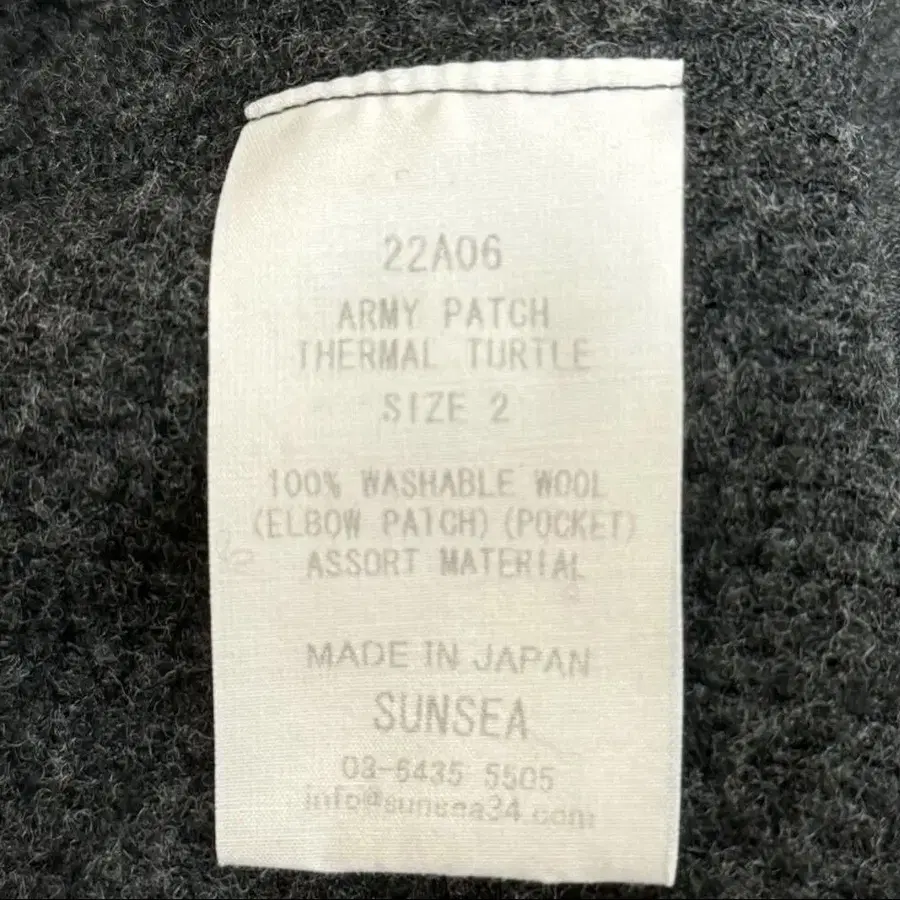 22A06
ARMY PATCH
THERMAL TURTLE
SIZE 2
100% WASHABLE WOOL
(ELBOW PATCH) (POCKET)
ASSORT MATERIAL
MADE IN JAPAN
SUNSEA
03-6435 5505
info@sunsea34.com